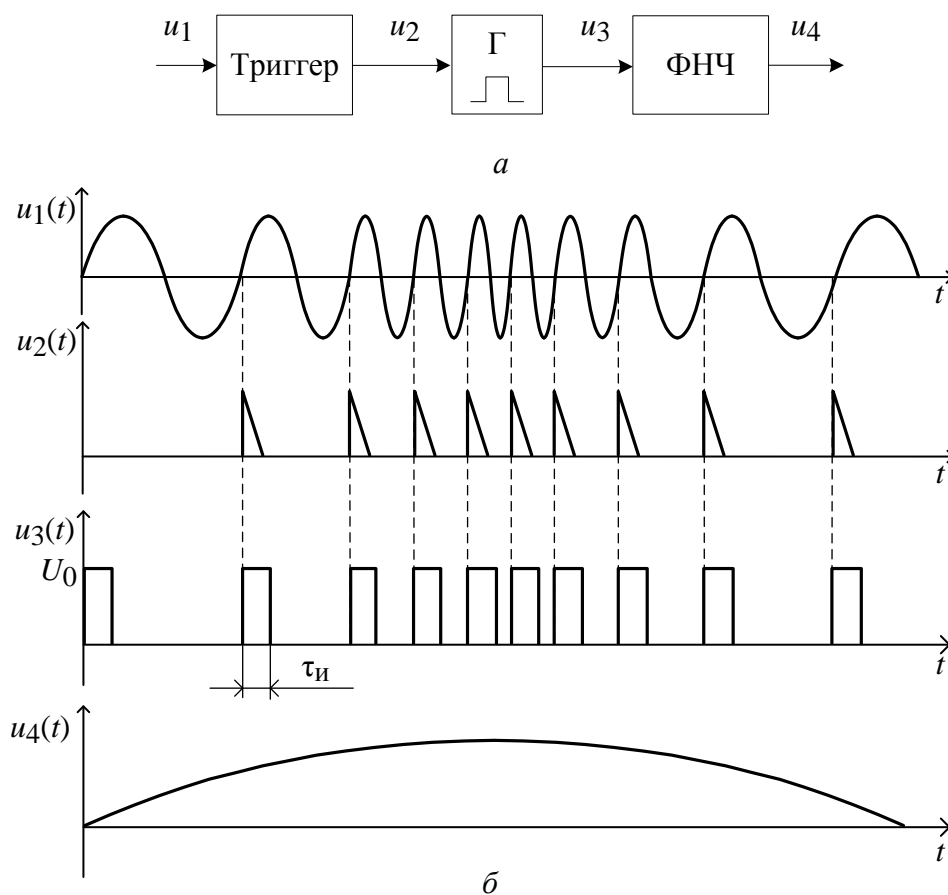 u1 Триггер u2 Г u3 ФНЧ u4
а
u1(t)
t
u2(t)
t
u3(t)
U0
t
τи
u4(t)
t
б